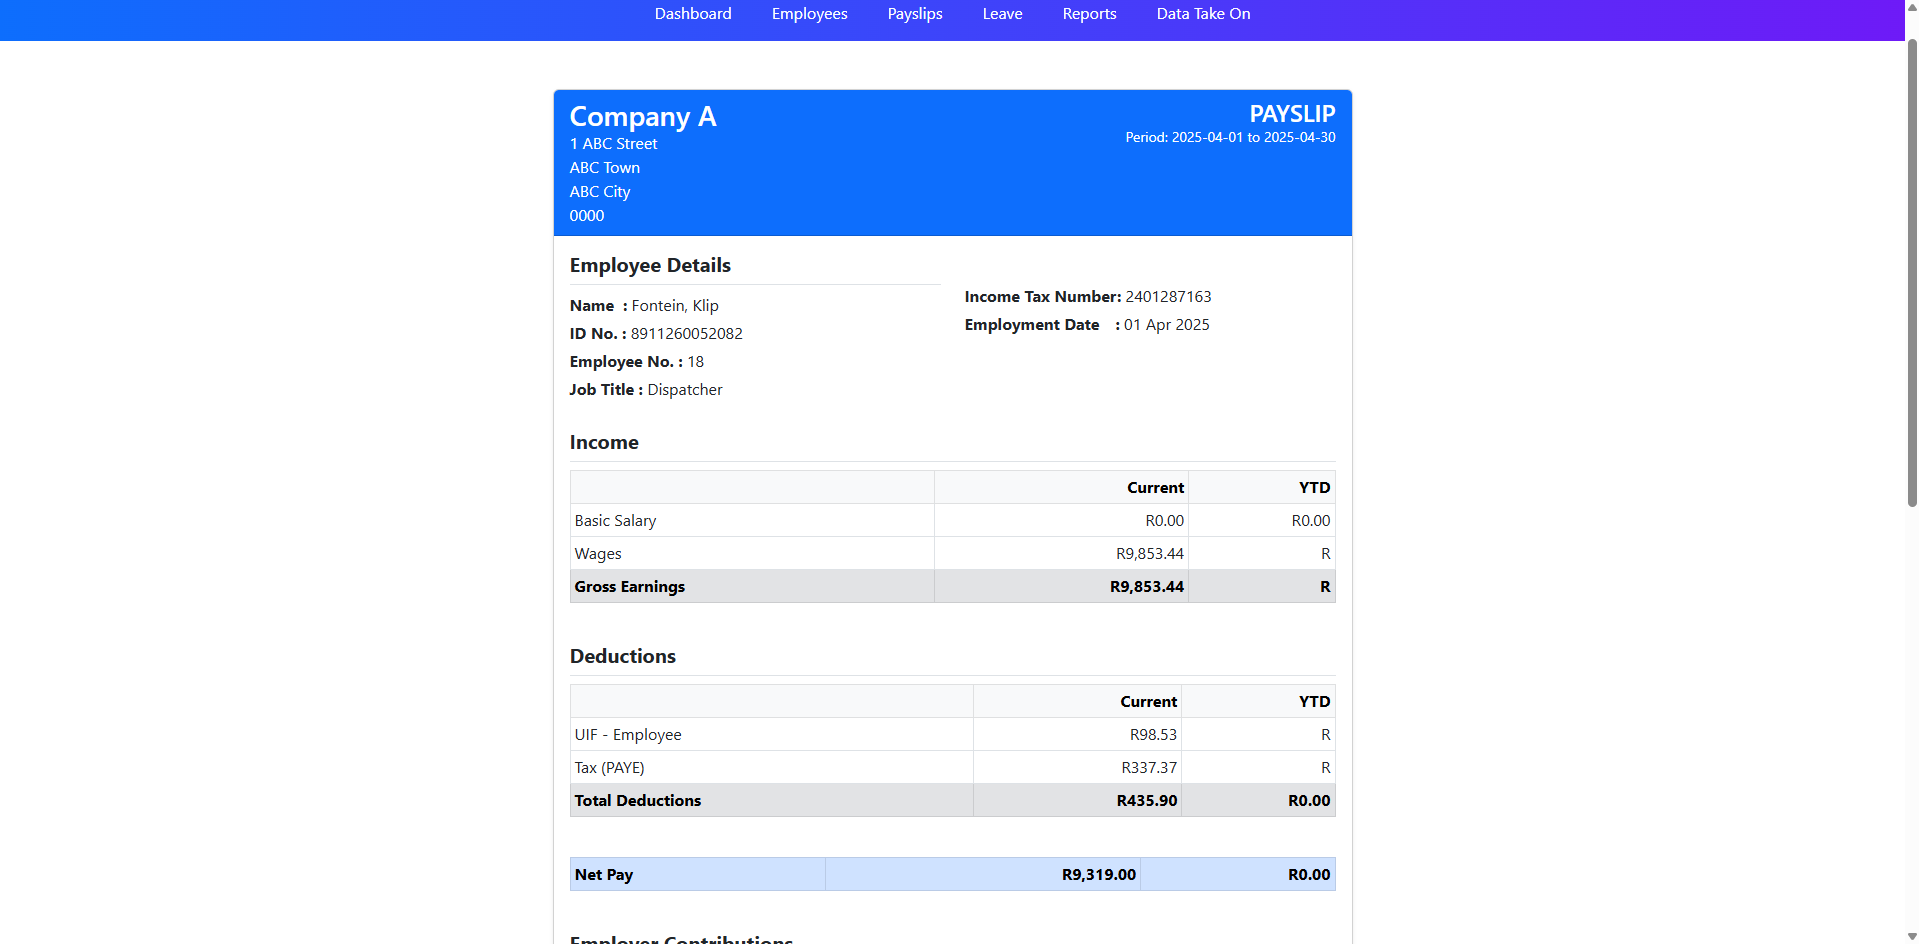 Dashboard Employees Payslips Leave Reports Data Take On
Company A
1 ABC Street
ABC Town
ABC City
0000
PAYSLIP
Period: 2025-04-01 to 2025-04-30
Employee Details
Name : Fontein, Klip
ID No. : 8911260052082
Employee No. : 18
Job Title : Dispatcher
Income Tax Number: 2401287163
Employment Date : 01 Apr 2025
Income
Current YTD
Basic Salary R0.00 R0.00
Wages R9,853.44 R
Gross Earnings R9,853.44 R
Deductions
Current YTD
UIF - Employee R98.53 R
Tax (PAYE) R337.37 R
Total Deductions R435.90 R0.00
Net Pay R9,319.00 R0.00
Employer Contributions